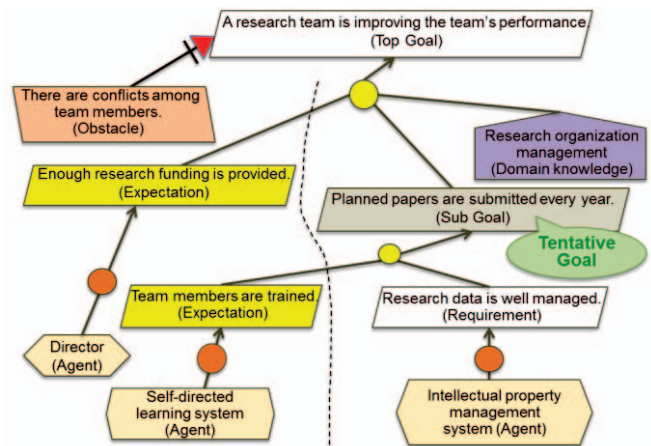 A research team is improving the team's performance.
(Top Goal)
There are conflicts among
team members.
(Obstacle)
Research organization
management
(Domain knowledge)
Enough research funding is provided.
(Expectation)
Planned papers are submitted every year.
(Sub Goal)
Tentative
Goal
Team members are trained.
(Expectation)
Research data is well managed.
(Requirement)
Director
(Agent)
Self-directed
learning system
(Agent)
Intellectual property
management
system (Agent)